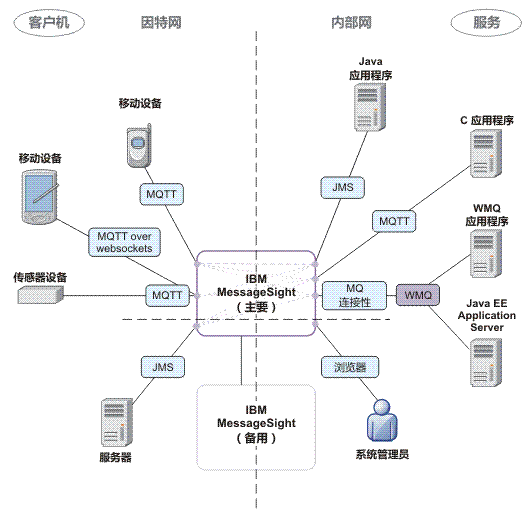 客户机
因特网
内部网
服务
Java
应用程序
移动设备
C 应用程序
移动设备
MQTT
JMS
MQTT
WMQ
应用程序
MQTT over
websockets
传感器设备
MQTT
IBM
MessageSight
（主要）
MQ
连接性
WMQ
Java EE
Application
Server
JMS
浏览器
IBM
MessageSight
（备用）
服务器
系统管理员